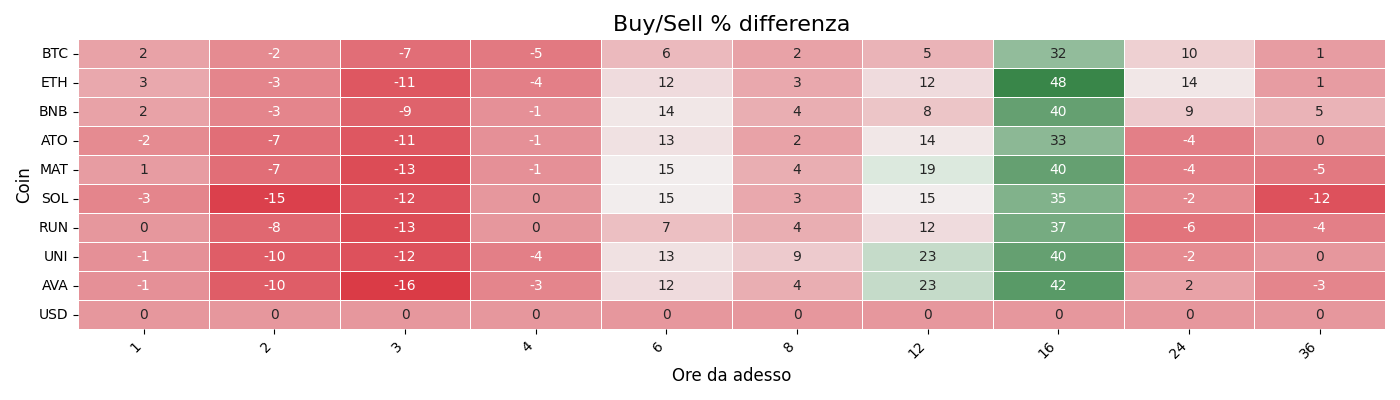 Buy/Sell % differenza
Coin
BTC 2 -2 -7 -5 6 2 5 32 10 1
ETH 3 -3 -11 -4 12 3 12 48 14 1
BNB 2 -3 -9 -1 14 4 8 40 9 5
ATO -2 -7 -11 -1 13 2 14 33 -4 0
MAT 1 -7 -13 -1 15 4 19 40 -4 -5
SOL -3 -15 -12 0 15 3 15 35 -2 -12
RUN 0 -8 -13 0 7 4 12 37 -6 -4
UNI -1 -10 -12 -4 13 9 23 40 -2 0
AVA -1 -10 -16 -3 12 4 23 42 2 -3
USD 0 0 0 0 0 0 0 0 0 0
1 2 3 4 6 8 12 16 24 36
Ore da adesso